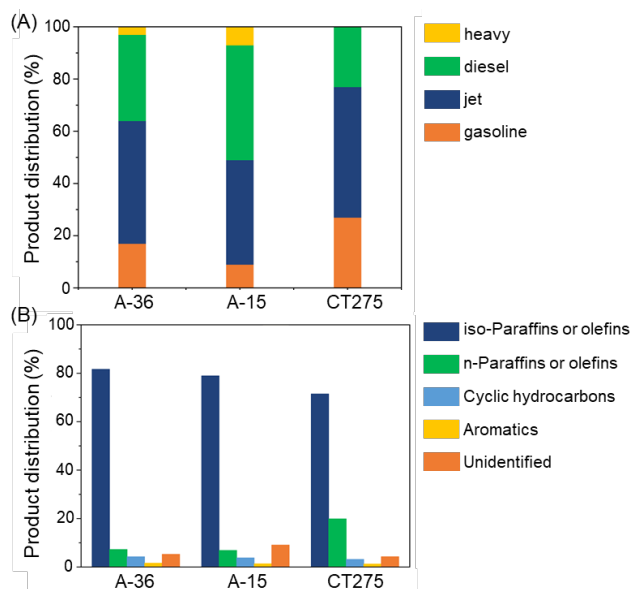 (A)
Product distribution (%)
100
80
60
40
20
0
A-36 A-15 CT275
heavy
diesel
jet
gasoline
(B)
Product distribution (%)
100
80
60
40
20
0
A-36 A-15 CT275
iso-Paraffins or olefins
n-Paraffins or olefins
Cyclic hydrocarbons
Aromatics
Unidentified